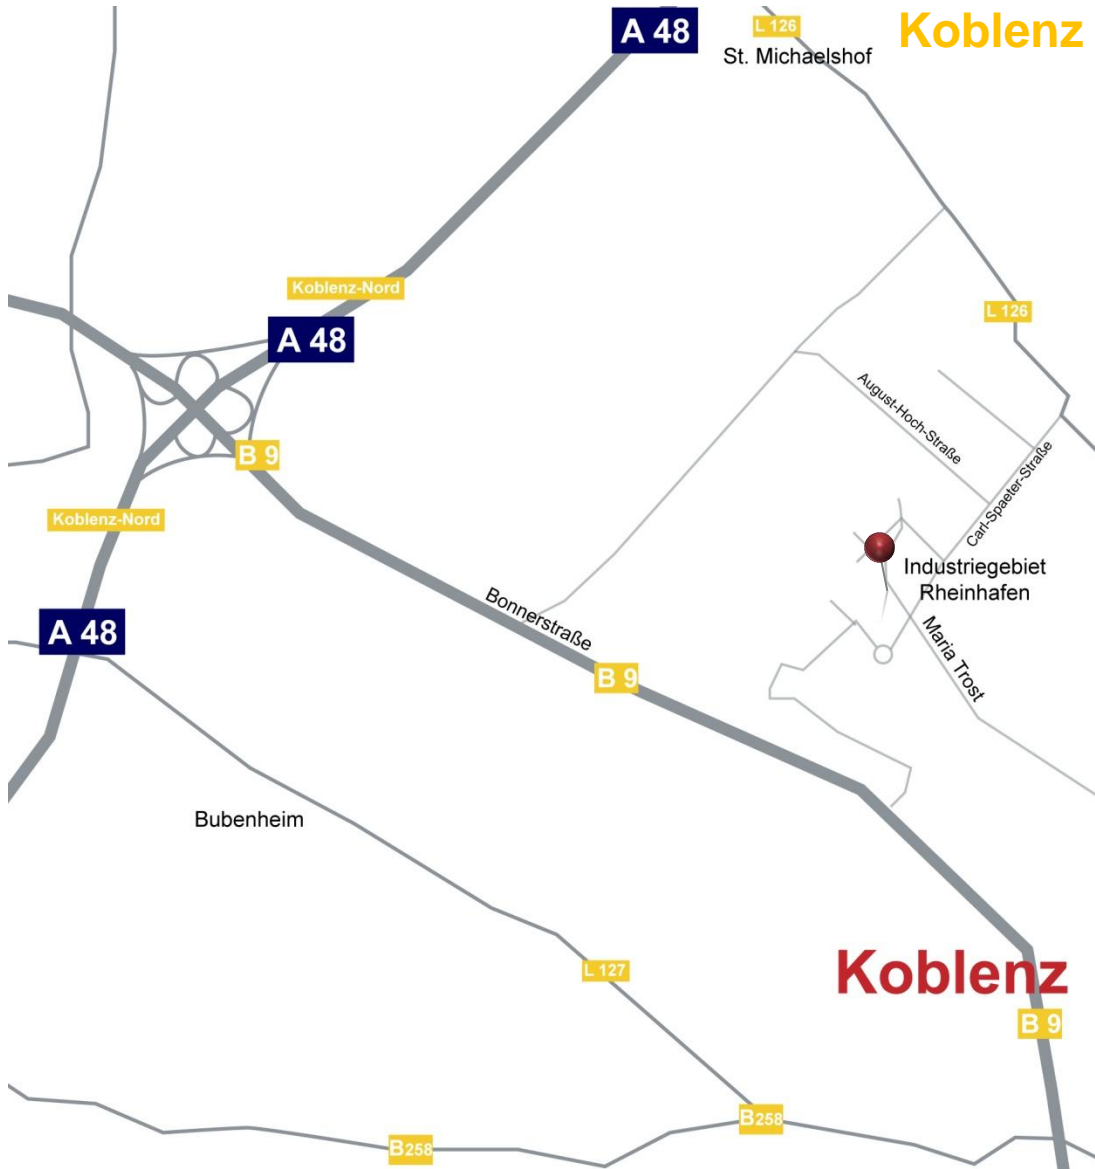 A 48
L 126
Koblenz
St. Michaelshof
Koblenz-Nord
L 126
A 48
August-Hoch-Straße
B 9
Carl-Spaeter-Straße
Koblenz-Nord
Industriegebiet
Rheinhafen
Bonnerstraße
A 48
Maria Trost
B 9
Bubenheim
L 127
Koblenz
B 9
B258
B258